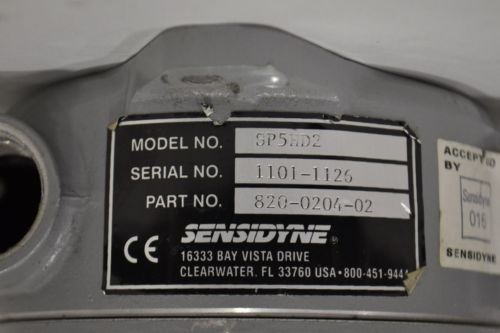 MODEL NO. SP5HD2
SERIAL NO. 1101-1126
PART NO. 820-0204-02
SENSIDYNE
CE 16333 BAY VISTA DRIVE
CLEARWATER. FL 33760 USA • 800-451-944
ACCEPTED
BY
Sensidyne
016
SENSIDYNE